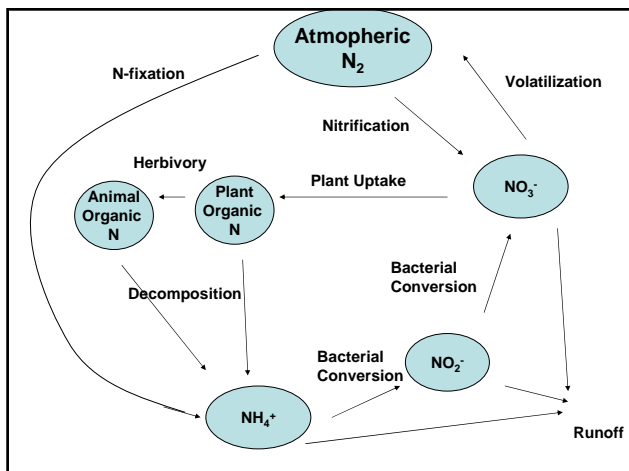 Atmopheric
N₂
N-fixation
Volatilization
Nitrification
Herbivory
Plant Uptake
NO₃⁻
Animal
Organic
N
Plant
Organic
N
Bacterial
Conversion
Decomposition
Bacterial
Conversion
NO₂⁻
NH₄⁺
Runoff